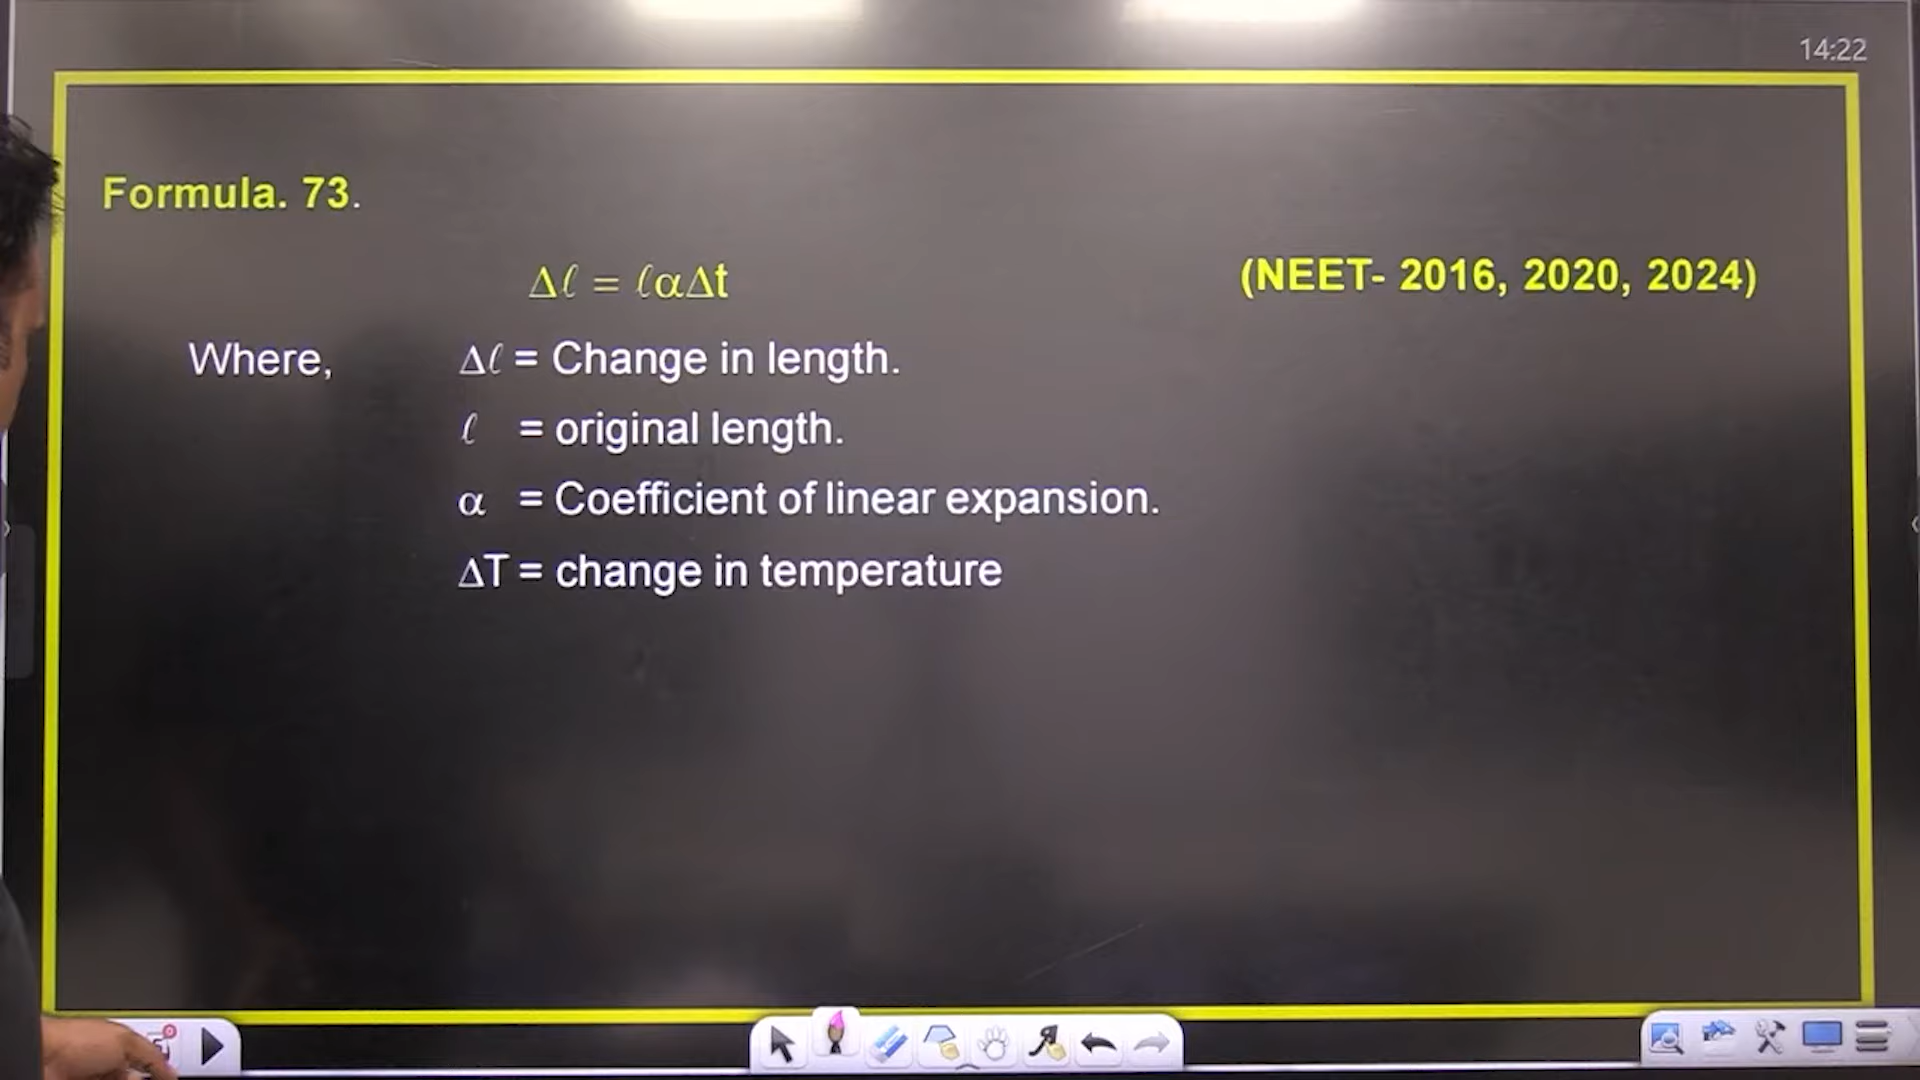 14:22
Formula. 73.
Δℓ = ℓαΔt
(NEET- 2016, 2020, 2024)
Where, Δℓ = Change in length.
ℓ = original length.
α = Coefficient of linear expansion.
ΔT = change in temperature